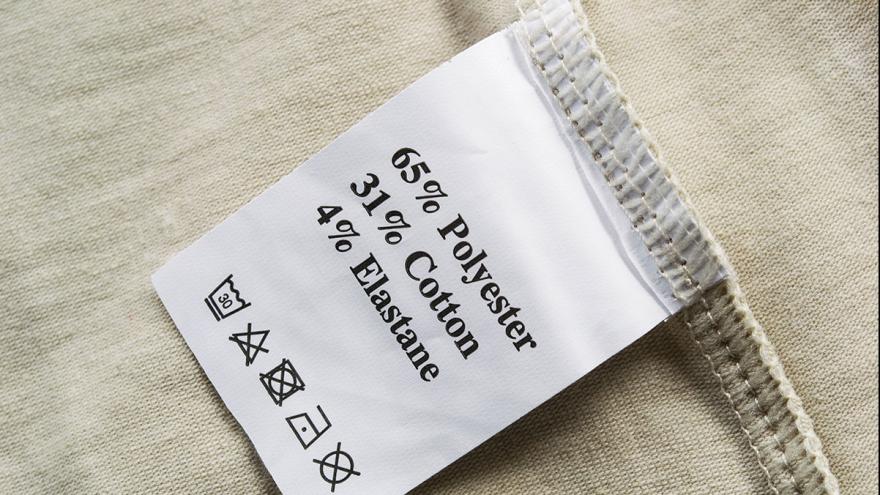 65% Polyester
31% Cotton
4% Elastane
30